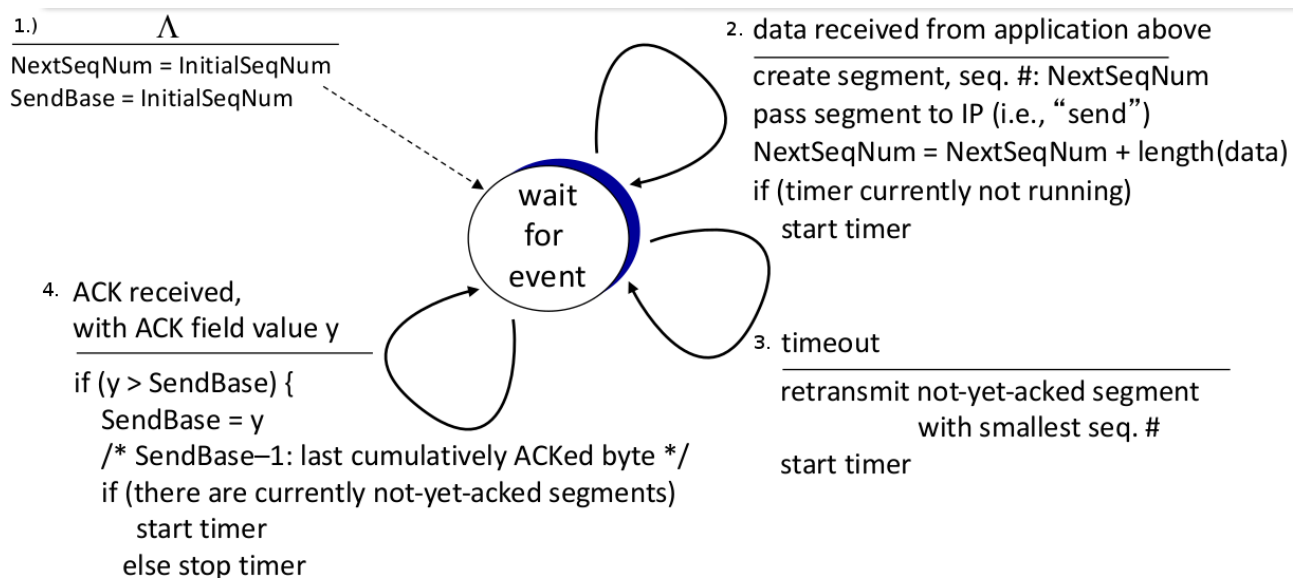 1.) Λ
NextSeqNum = InitialSeqNum
SendBase = InitialSeqNum
2. data received from application above
create segment, seq. #: NextSeqNum
pass segment to IP (i.e., “send”)
NextSeqNum = NextSeqNum + length(data)
if (timer currently not running)
start timer
wait
for
event
3. timeout
retransmit not-yet-acked segment
with smallest seq. #
start timer
4. ACK received,
with ACK field value y
if (y > SendBase) {
SendBase = y
/* SendBase–1: last cumulatively ACKed byte */
if (there are currently not-yet-acked segments)
start timer
else stop timer